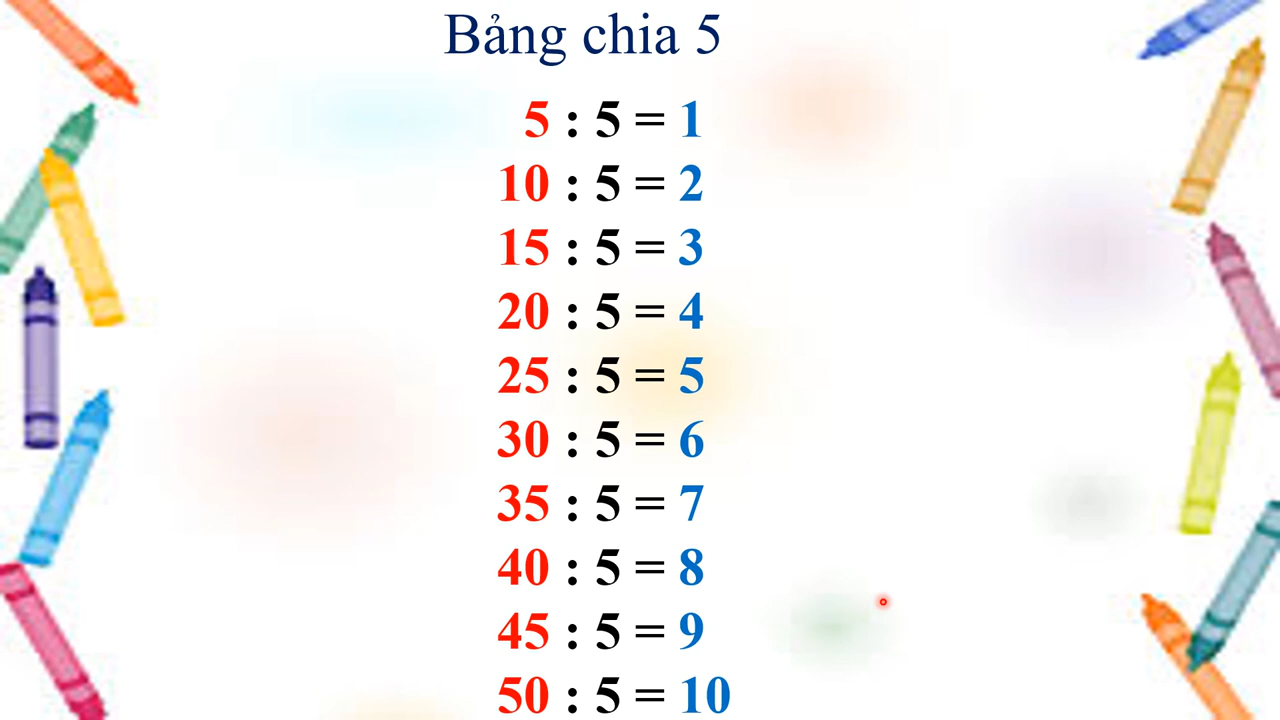 Bảng chia 5
5 : 5 = 1
10 : 5 = 2
15 : 5 = 3
20 : 5 = 4
25 : 5 = 5
30 : 5 = 6
35 : 5 = 7
40 : 5 = 8
45 : 5 = 9
50 : 5 = 10